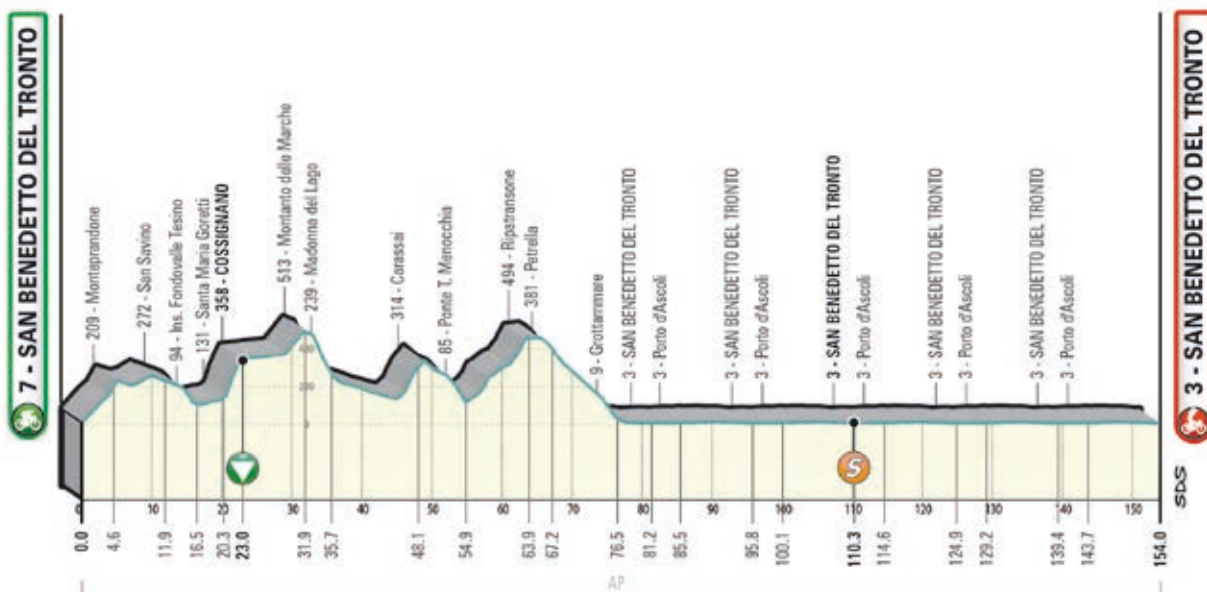 7 - SAN BENEDETTO DEL TRONTO
209 - Monteprandone
272 - San Savino
94 - Ins. Fondovalle Tesino
131 - Santa Maria Goretti
358 - COSSIGNANO
513 - Montanto delle Marche
239 - Madonna del Lago
314 - Carassai
85 - Ponte T. Menocchia
494 - Ripatransone
381 - Petrella
9 - Grottammare
3 - SAN BENEDETTO DEL TRONTO
3 - Porto d'Ascoli
3 - SAN BENEDETTO DEL TRONTO
3 - Porto d'Ascoli
3 - SAN BENEDETTO DEL TRONTO
3 - Porto d'Ascoli
3 - SAN BENEDETTO DEL TRONTO
3 - Porto d'Ascoli
3 - SAN BENEDETTO DEL TRONTO
3 - Porto d'Ascoli
3 - SAN BENEDETTO DEL TRONTO
400
200
0
S
SDS
0 10 20 30 40 50 60 70 80 90 100 110 120 130 140 150
0.0 4.6 11.9 16.5 20.3 23.0 31.9 35.7 48.1 54.9 63.9 67.2 76.5 81.2 85.5 95.8 100.1 110.3 114.6 124.9 129.2 139.4 143.7 154.0
AP